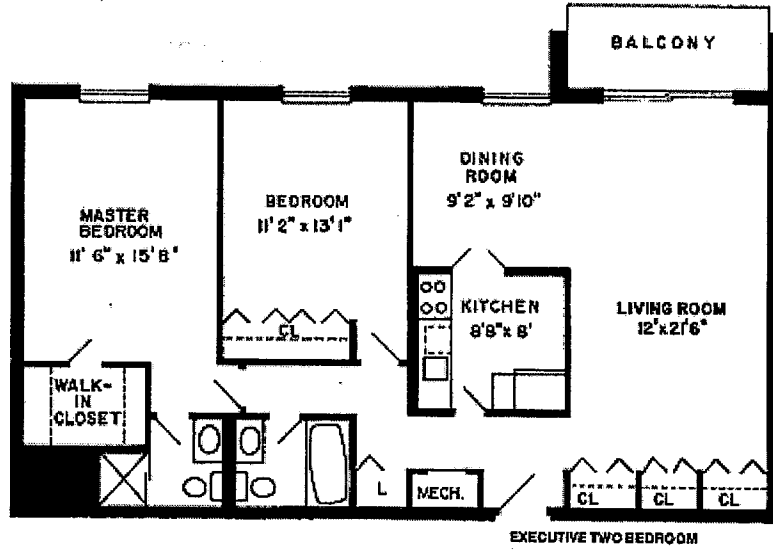 BALCONY
DINING
ROOM
9' 2" x 9'10"
BEDROOM
11' 2" x 13' 1"
MASTER
BEDROOM
11' 6" x 15' 8"
CL
KITCHEN
8'8" x 8'
LIVING ROOM
12' x 21'6"
WALK-
IN
CLOSET
L
MECH.
CL
CL
CL
EXECUTIVE TWO BEDROOM